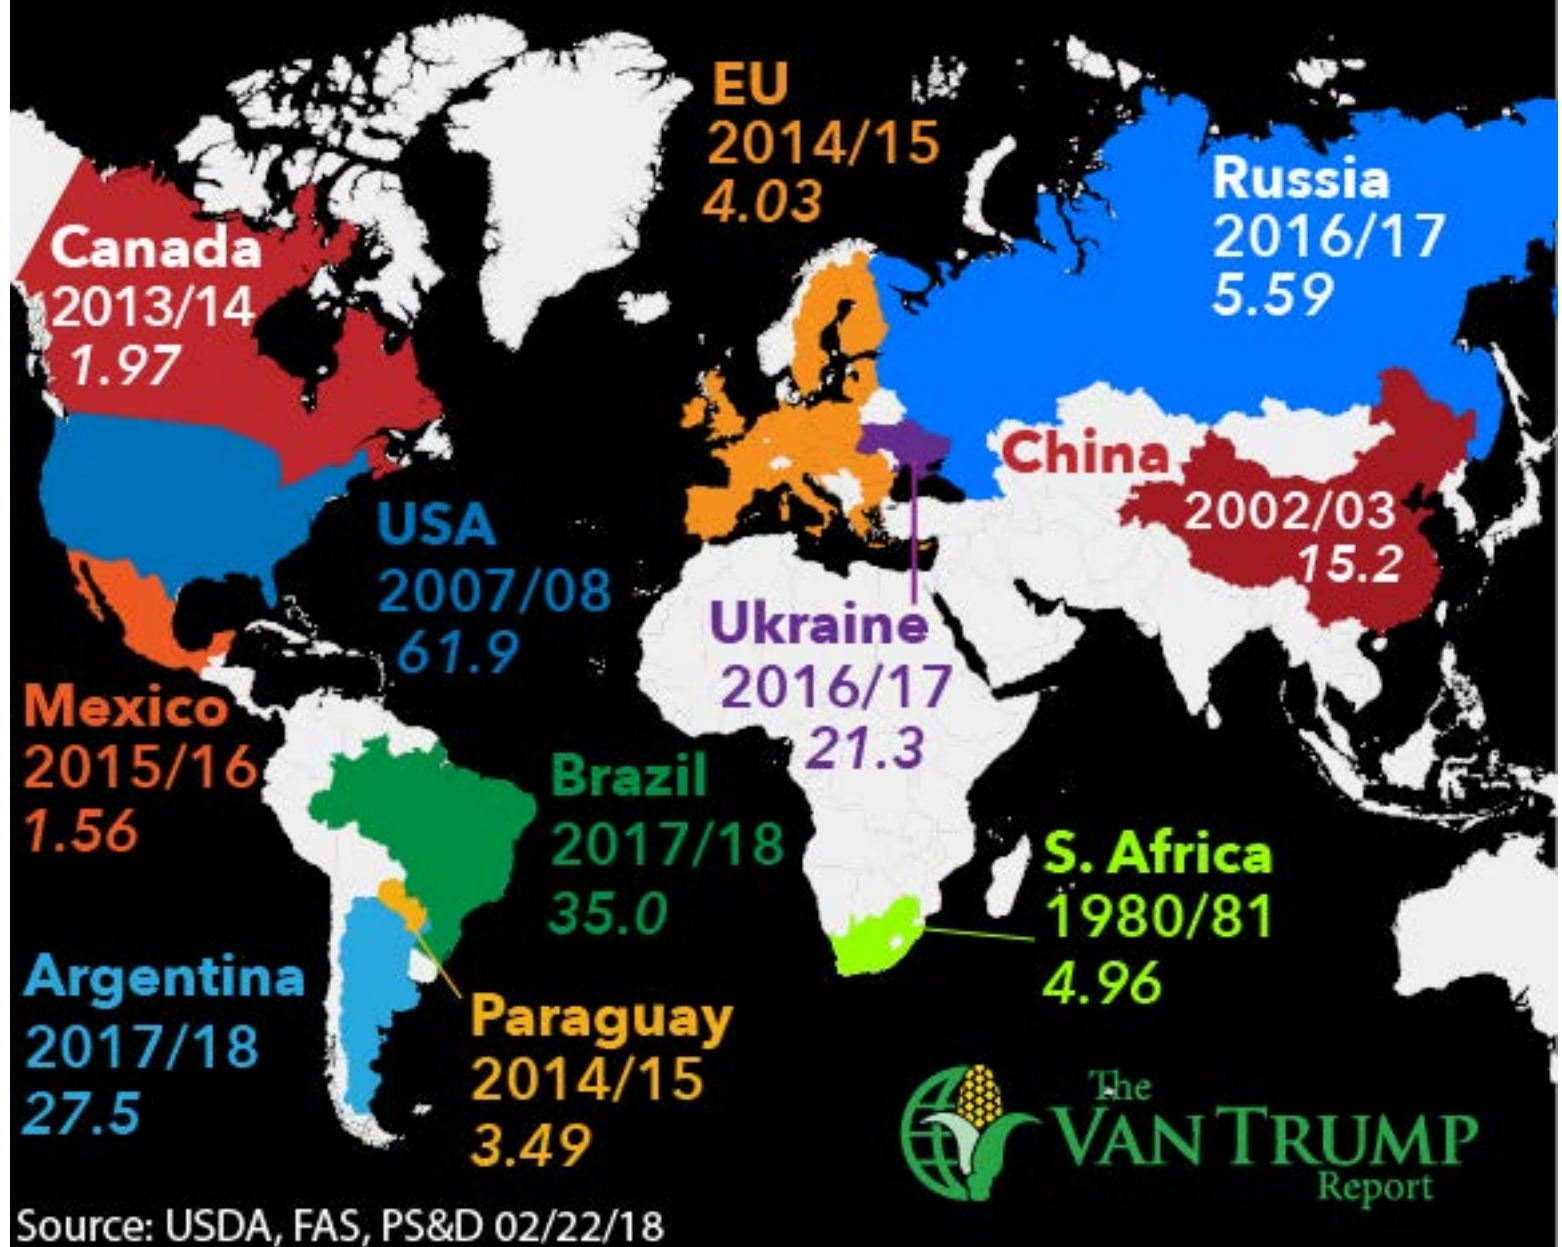 EU
2014/15
4.03
Russia
2016/17
5.59
Canada
2013/14
1.97
China
2002/03
15.2
USA
2007/08
61.9
Ukraine
2016/17
21.3
Mexico
2015/16
1.56
Brazil
2017/18
35.0
S. Africa
1980/81
4.96
Argentina
2017/18
27.5
Paraguay
2014/15
3.49
The
VAN TRUMP
Report
Source: USDA, FAS, PS&D 02/22/18